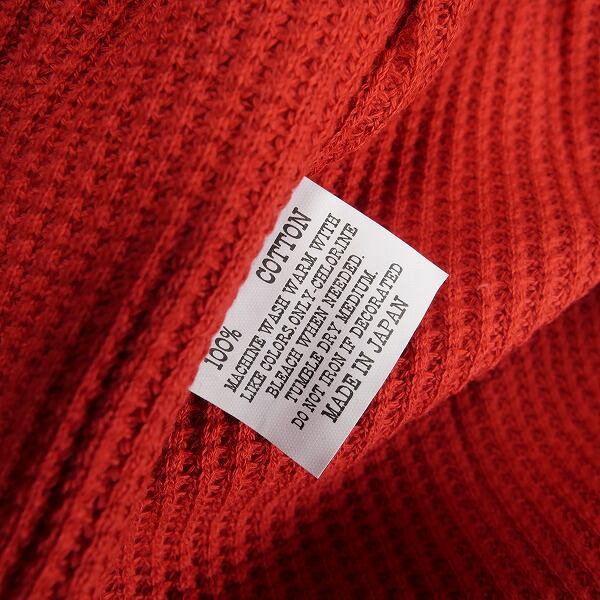 100% COTTON
MACHINE WASH WARM WITH
LIKE COLORS.ONLY-CHLORINE
BLEACH WHEN NEEDED.
TUMBLE DRY MEDIUM.
DO NOT IRON IF DECORATED
MADE IN JAPAN